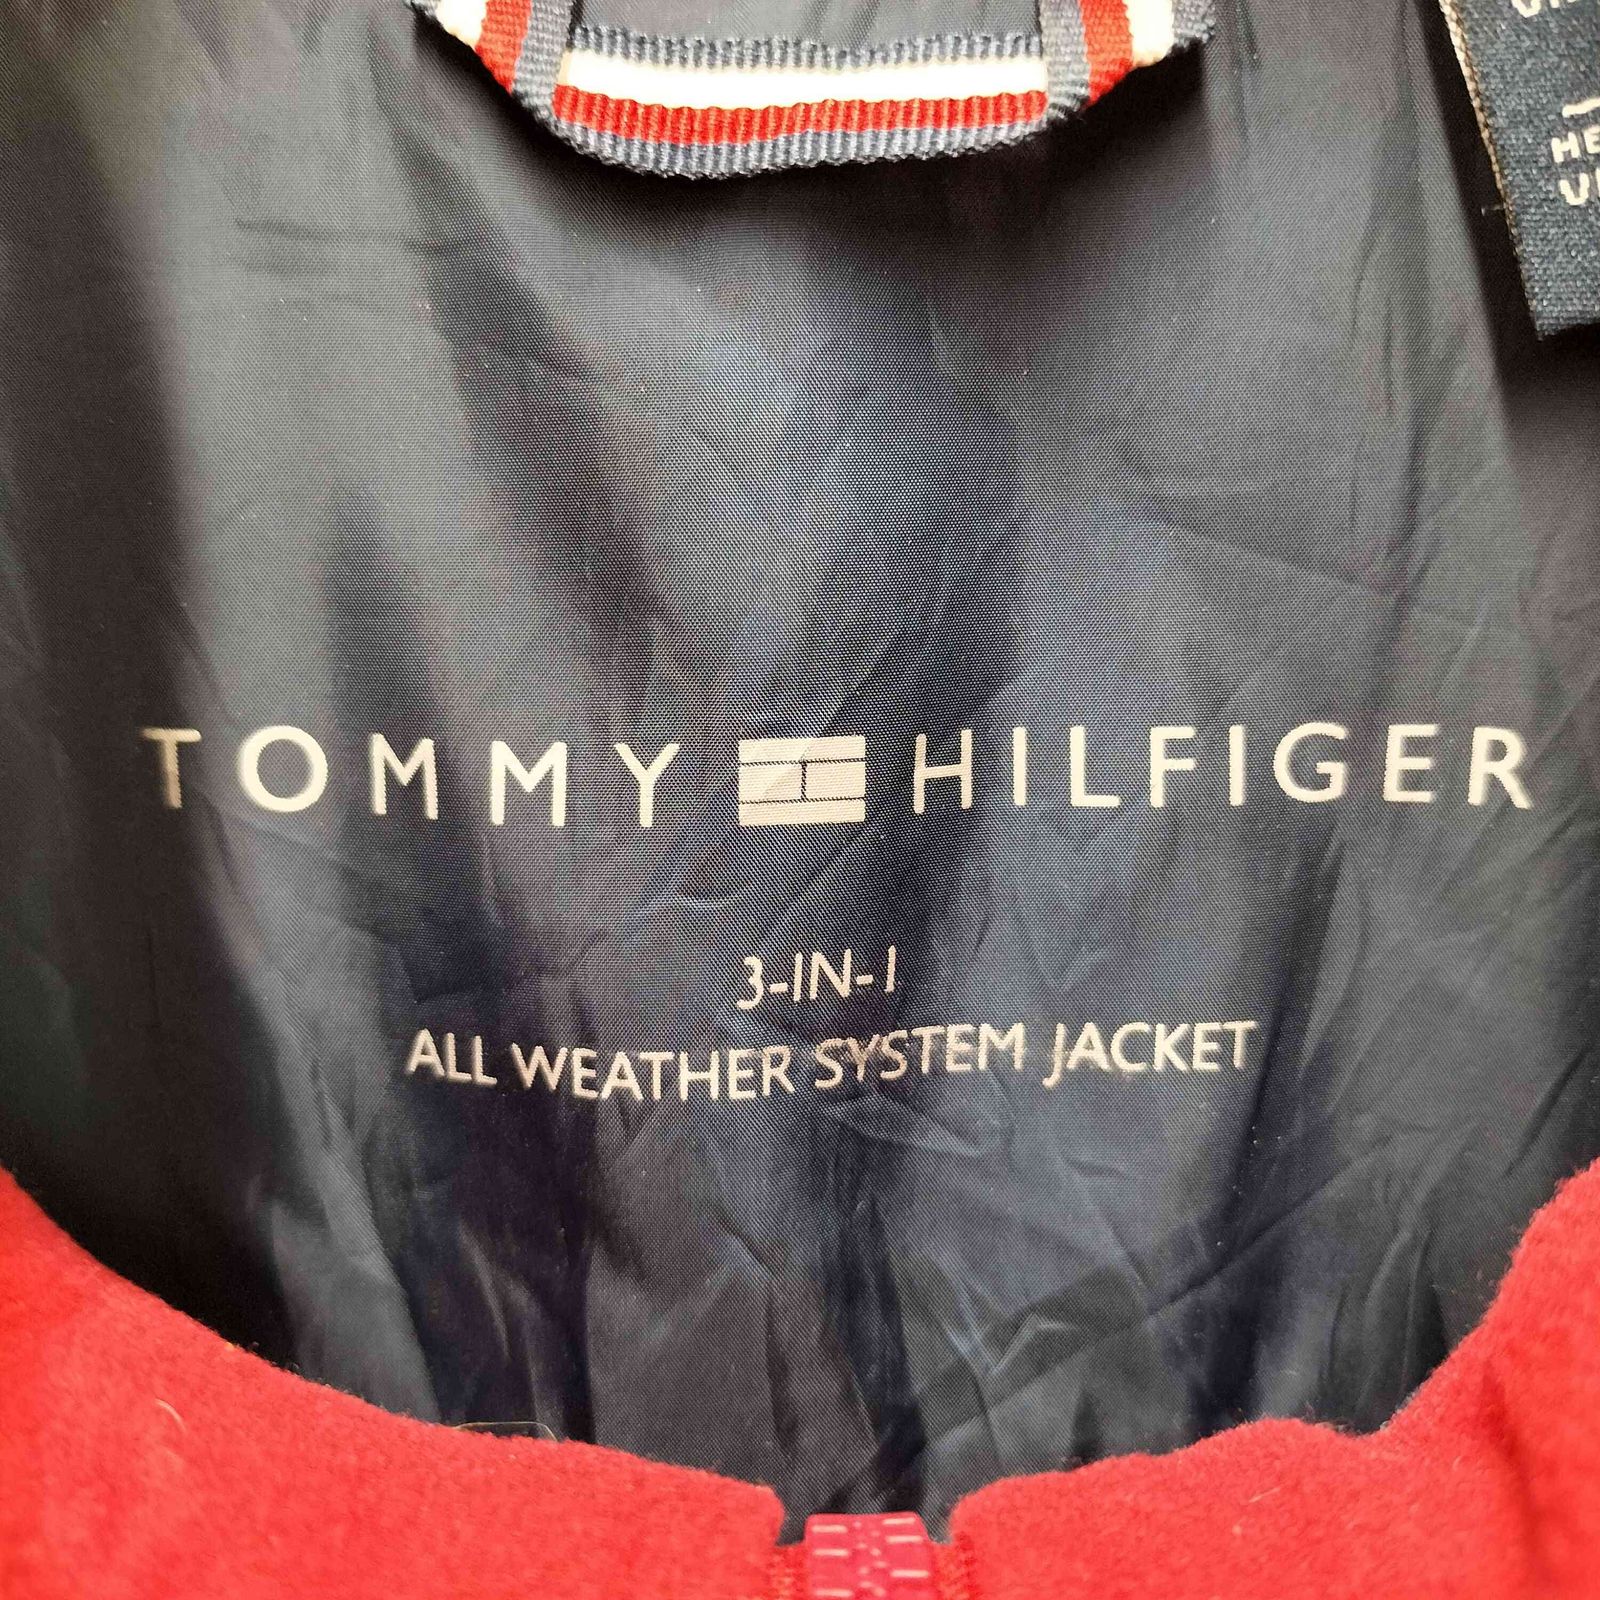 TOMMY HILFIGER
3-IN-1
ALL WEATHER SYSTEM JACKET